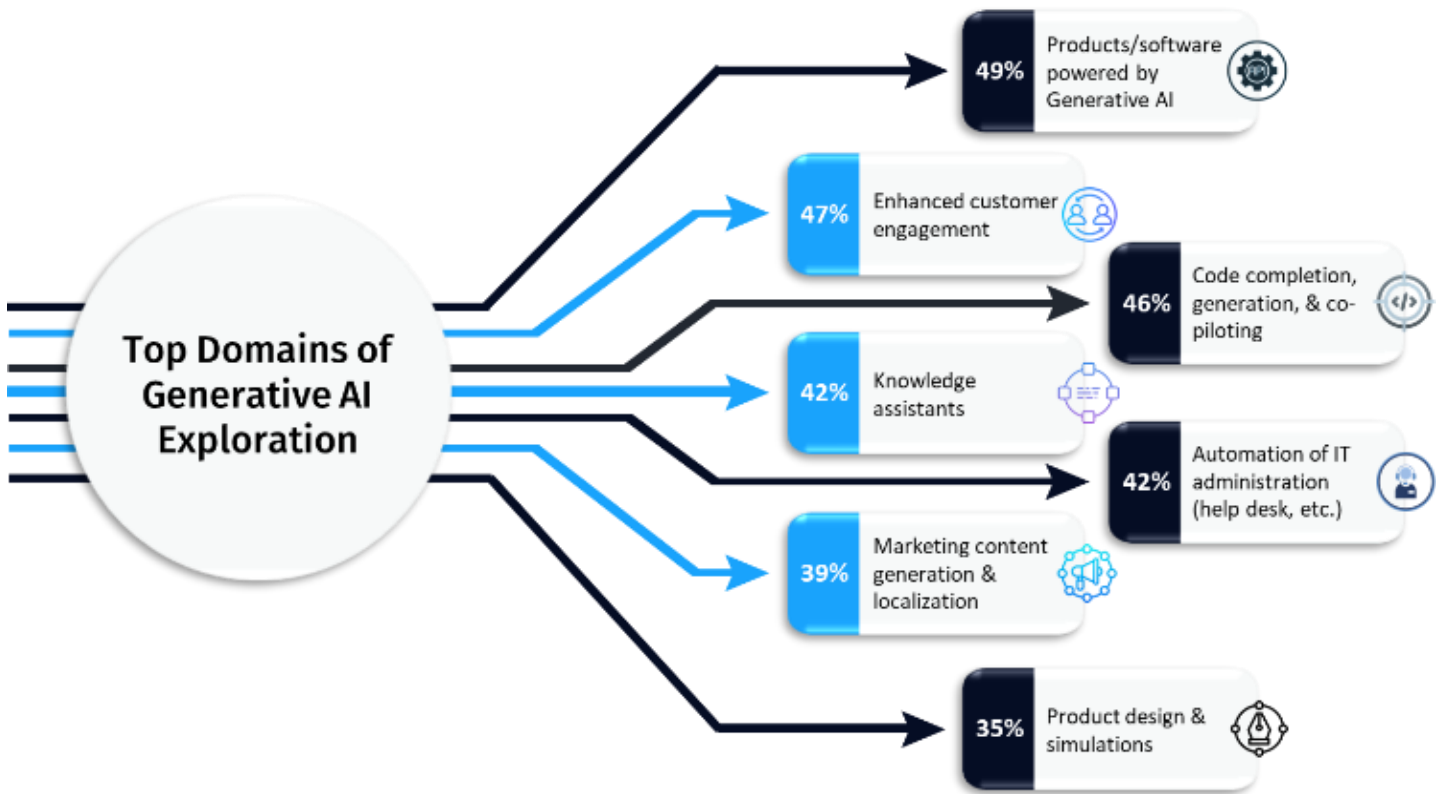 Top Domains of
Generative AI
Exploration
49%
Products/software
powered by
Generative AI
API
47%
Enhanced customer
engagement
46%
Code completion,
generation, & co-
piloting
</>
42%
Knowledge
assistants
42%
Automation of IT
administration
(help desk, etc.)
39%
Marketing content
generation &
localization
35%
Product design &
simulations